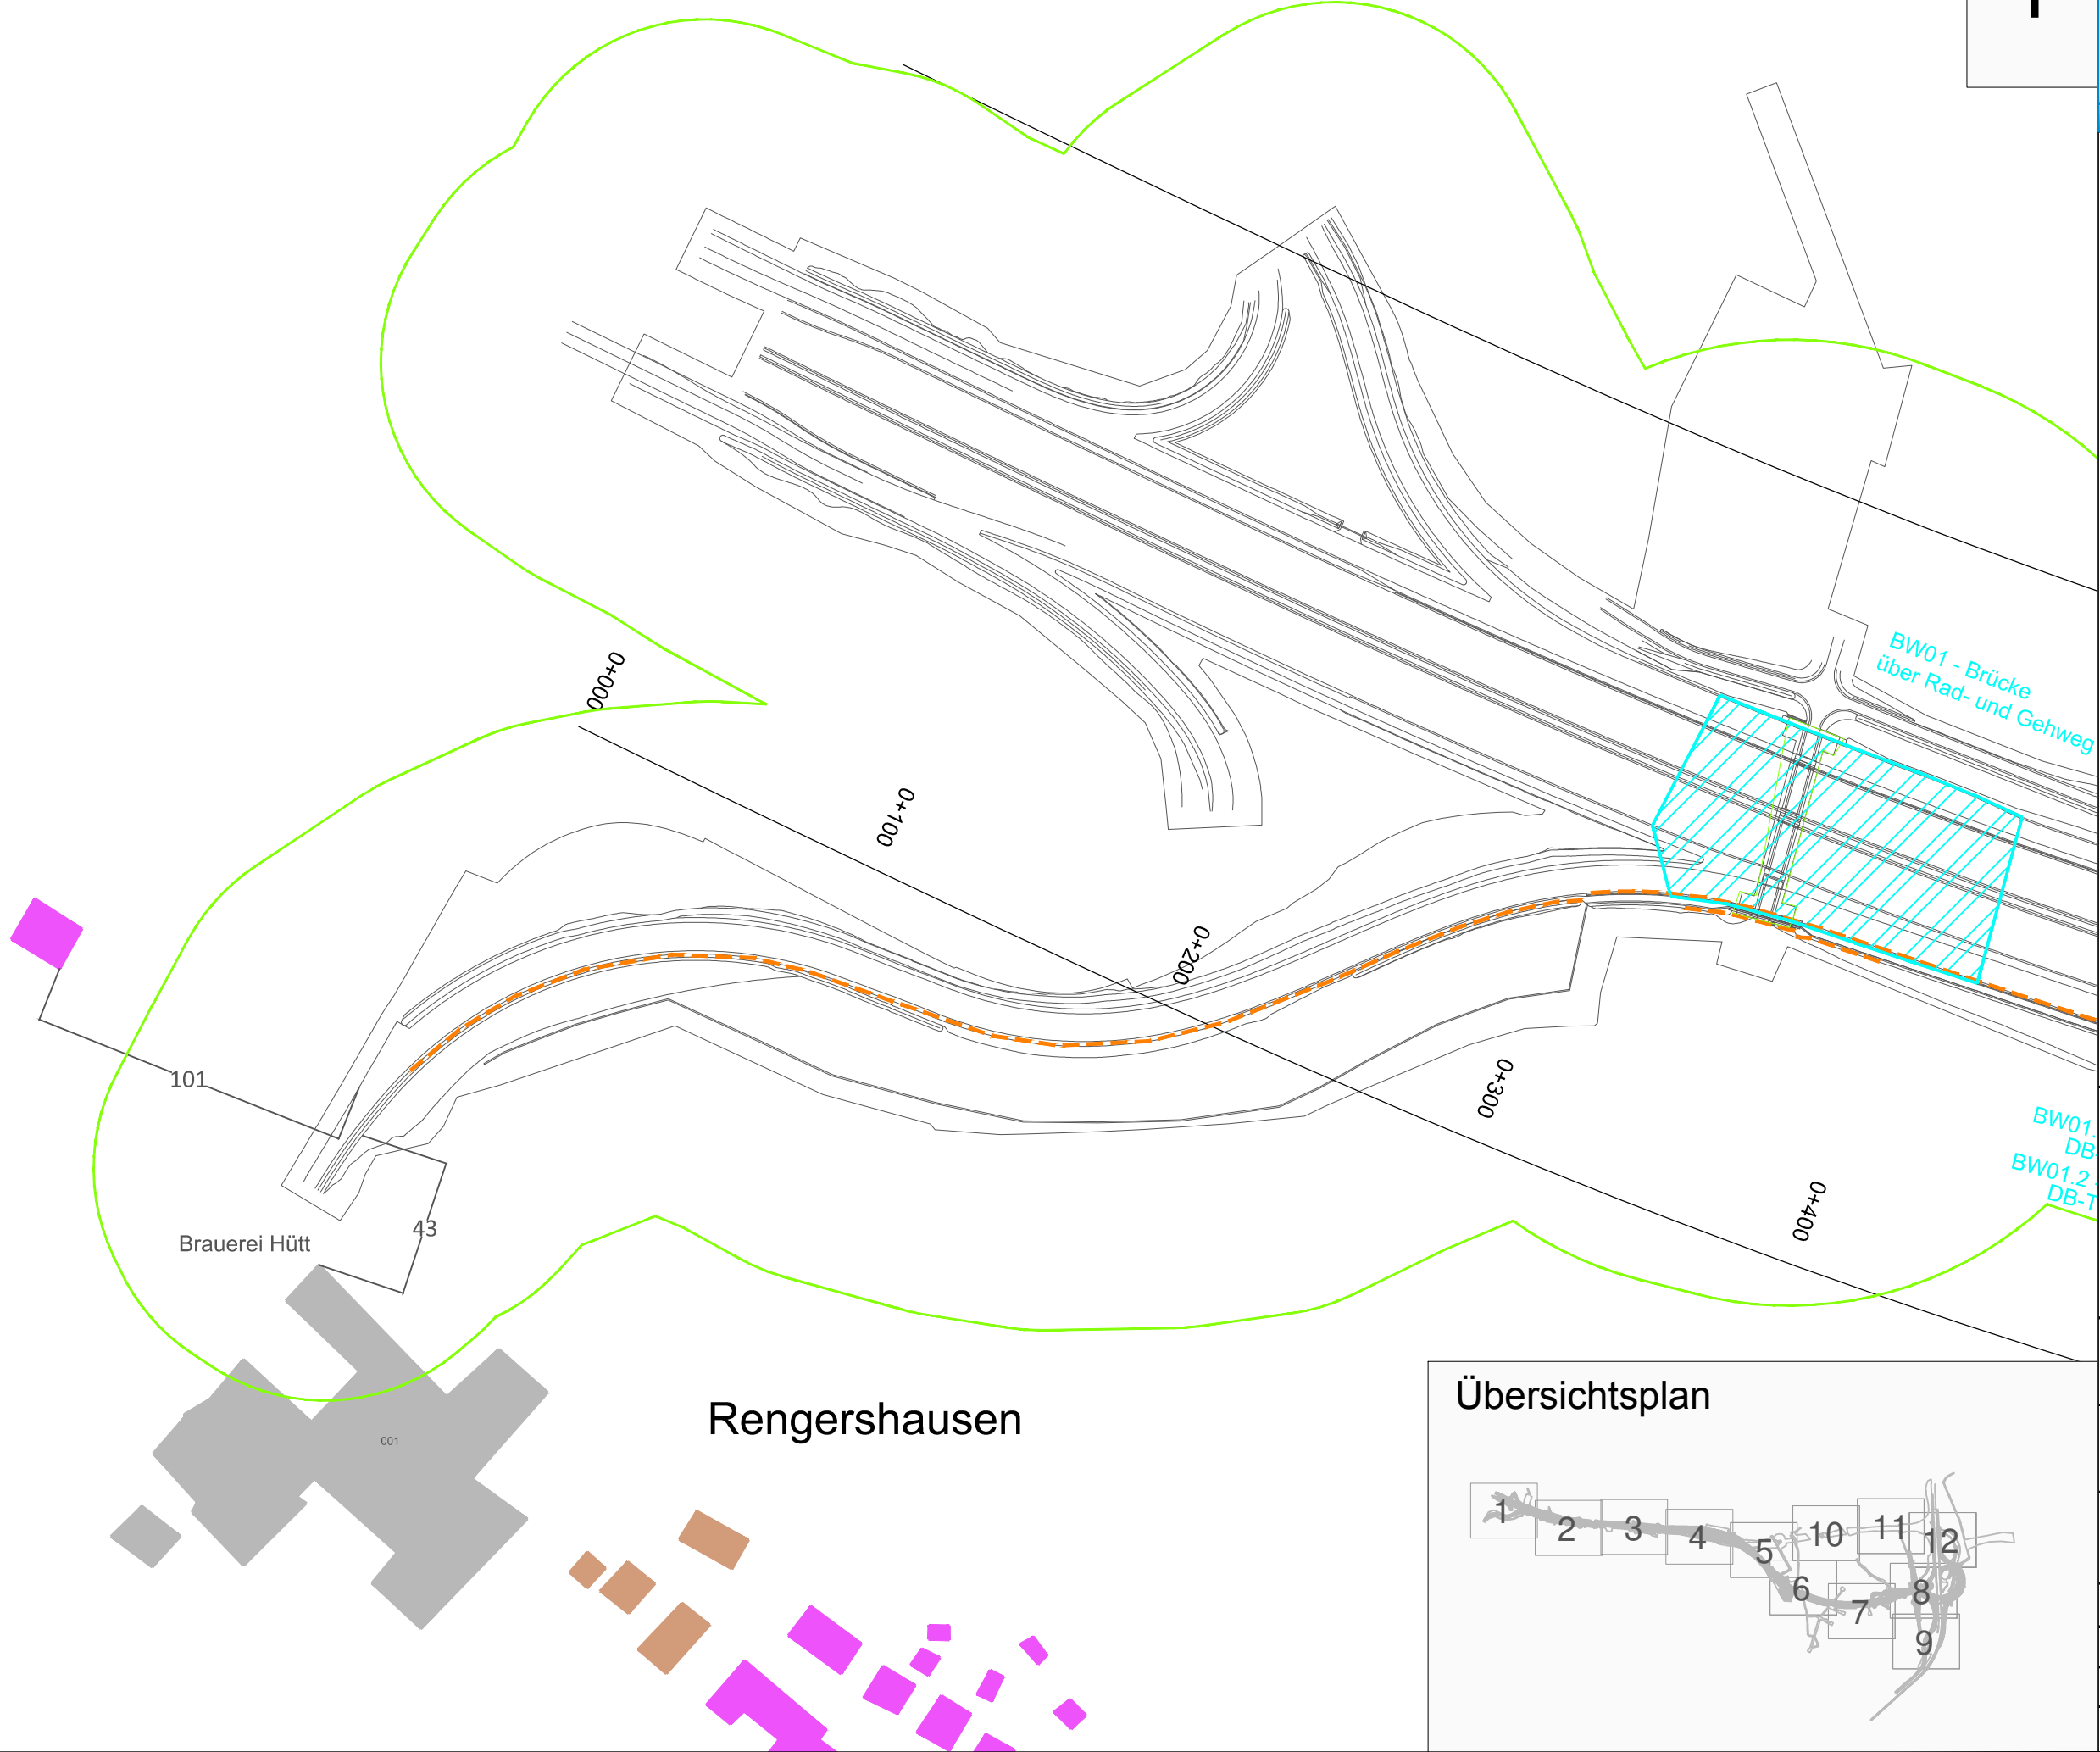 BW01 - Brücke
über Rad- und Gehweg
0+000
0+100
0+200
0+300
0+400
BW01.
DB-
BW01.2 -
DB-T
101
43
Brauerei Hütt
001
Rengershausen
Übersichtsplan
1
2
3
4
5
6
7
8
9
10
11
12